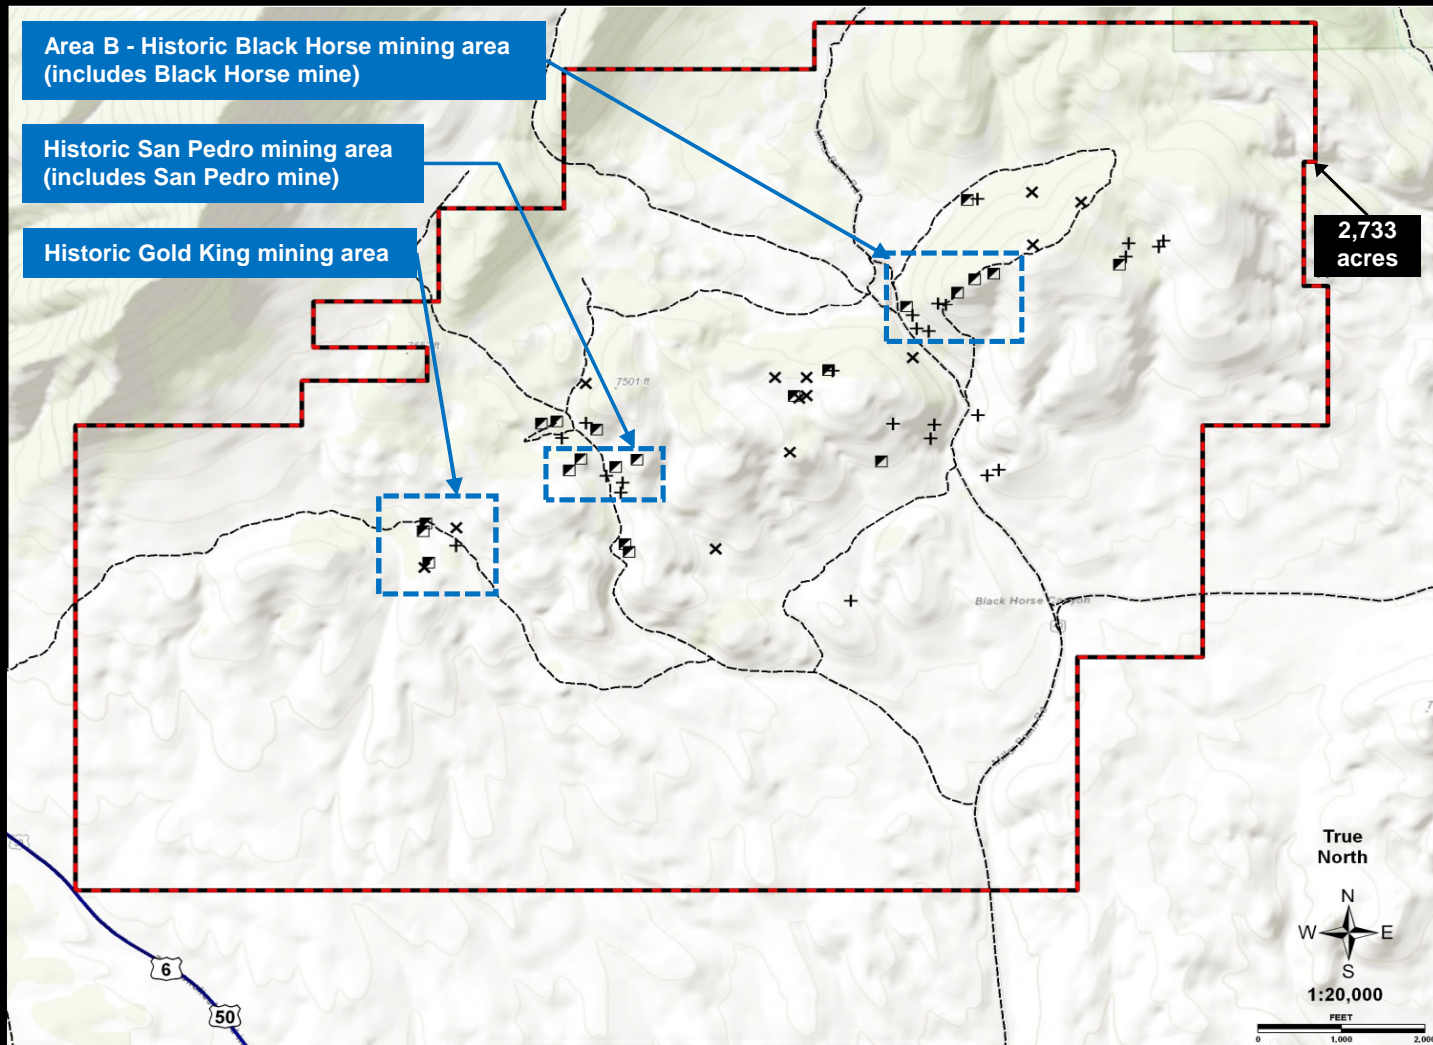 Area B - Historic Black Horse mining area
(includes Black Horse mine)
Historic San Pedro mining area
(includes San Pedro mine)
Historic Gold King mining area
2,733
acres
7501 ft
Black Horse Canyon
True
North
N
W
E
S
1:20,000
FEET
0
1,000
6
50